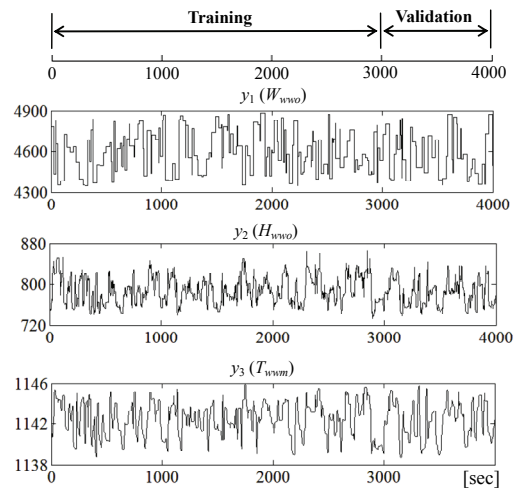 Training Validation
0 1000 2000 3000 4000
y1 (Wwwo)
4900
4600
4300
0 1000 2000 3000 4000
y2 (Hwwo)
880
800
720
0 1000 2000 3000 4000
y3 (Twwm)
1146
1142
1138
0 1000 2000 3000 [sec]